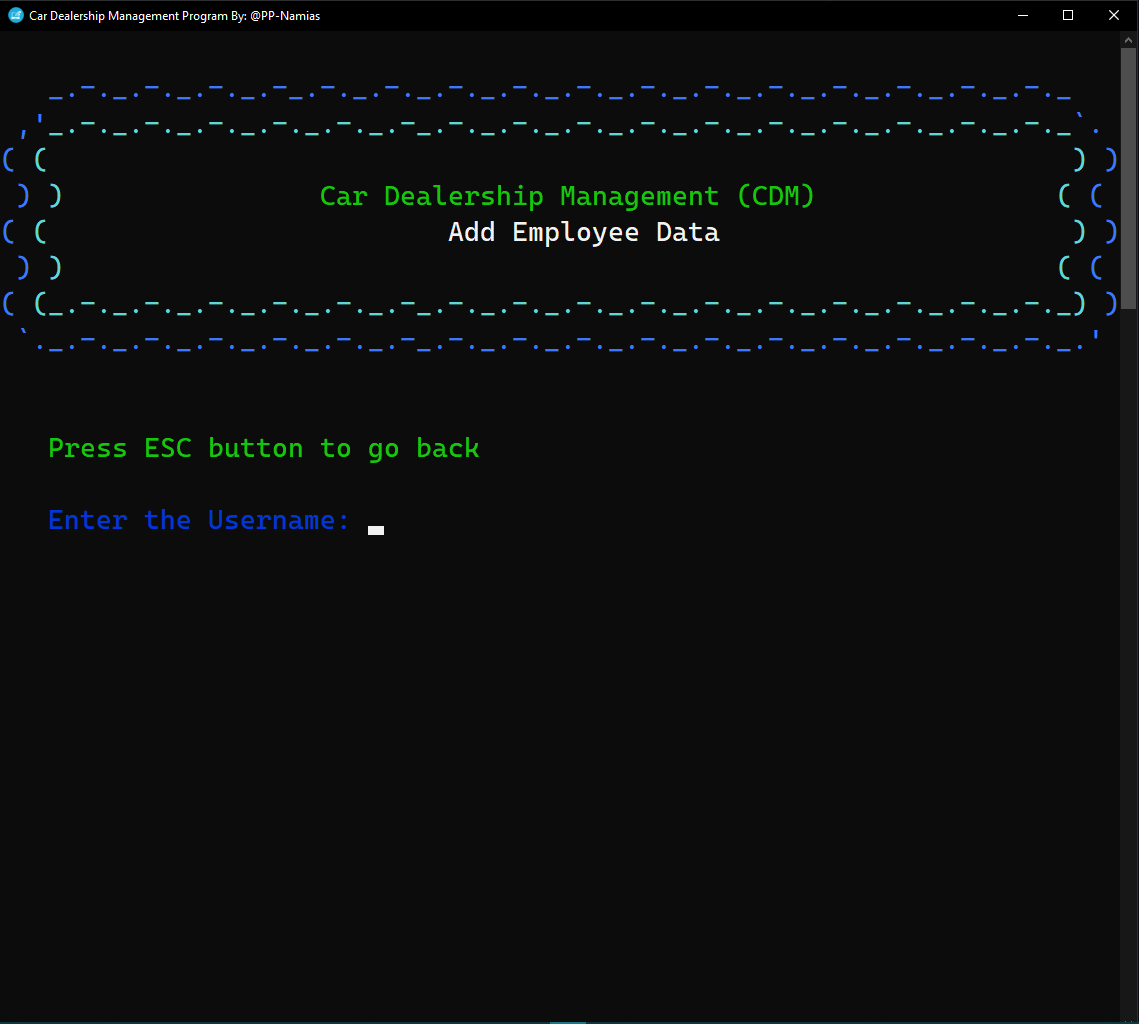 Car Dealership Management Program By: @PP-Namias
Car Dealership Management (CDM)
Add Employee Data
Press ESC button to go back
Enter the Username: